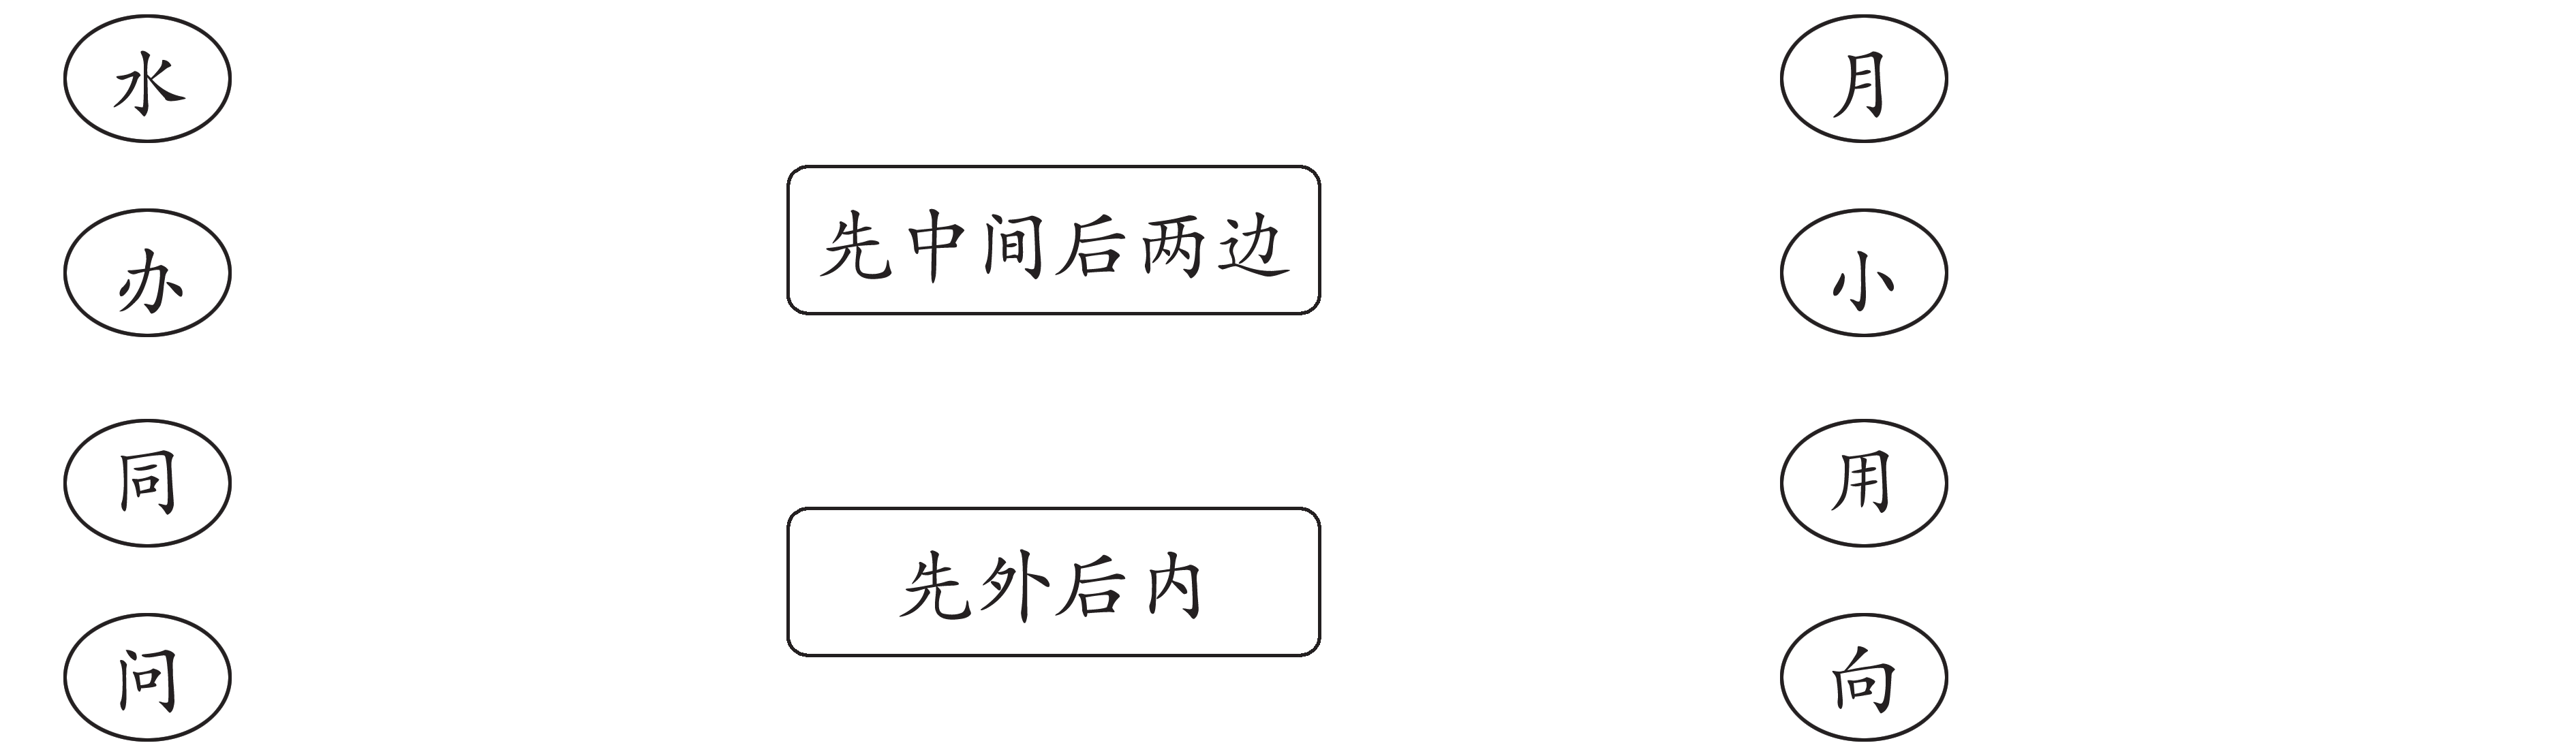 水
办
同
问
先中间后两边
先外后内
月
小
用
向